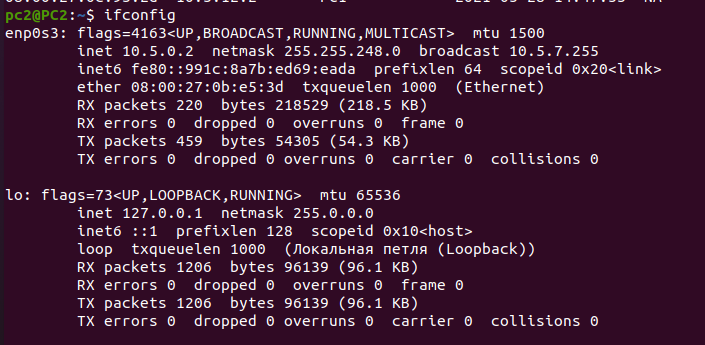 pc2@PC2:~$ ifconfig
enp0s3: flags=4163<UP,BROADCAST,RUNNING,MULTICAST>  mtu 1500
        inet 10.5.0.2  netmask 255.255.248.0  broadcast 10.5.7.255
        inet6 fe80::991c:8a7b:ed69:eada  prefixlen 64  scopeid 0x20<link>
        ether 08:00:27:0b:e5:3d  txqueuelen 1000  (Ethernet)
        RX packets 220  bytes 218529 (218.5 KB)
        RX errors 0  dropped 0  overruns 0  frame 0
        TX packets 459  bytes 54305 (54.3 KB)
        TX errors 0  dropped 0 overruns 0  carrier 0  collisions 0

lo: flags=73<UP,LOOPBACK,RUNNING>  mtu 65536
        inet 127.0.0.1  netmask 255.0.0.0
        inet6 ::1  prefixlen 128  scopeid 0x10<host>
        loop  txqueuelen 1000  (Локальная петля (Loopback))
        RX packets 1206  bytes 96139 (96.1 KB)
        RX errors 0  dropped 0  overruns 0  frame 0
        TX packets 1206  bytes 96139 (96.1 KB)
        TX errors 0  dropped 0 overruns 0  carrier 0  collisions 0